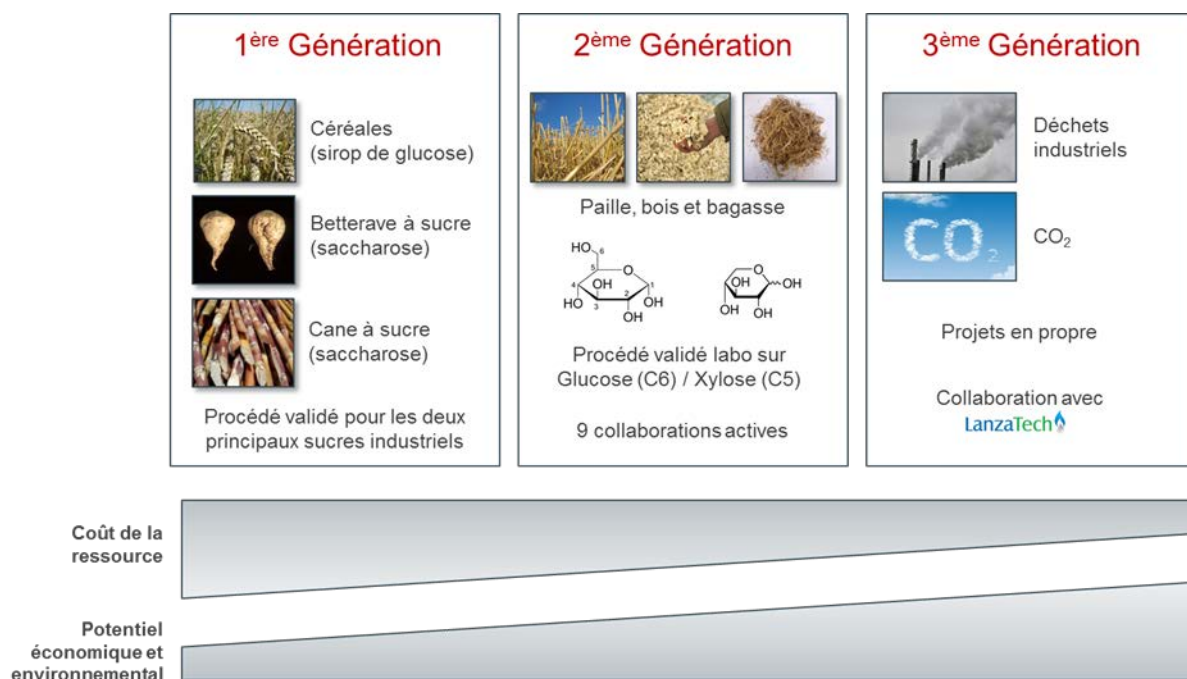 1ère Génération
Céréales
(sirop de glucose)
Betterave à sucre
(saccharose)
Cane à sucre
(saccharose)
Procédé validé pour les deux
principaux sucres industriels
2ème Génération
Paille, bois et bagasse
HO
6
5
O
4
OH
1
HO
2
3
OH
OH
O
OH
OH
OH
OH
Procédé validé labo sur
Glucose (C6) / Xylose (C5)
9 collaborations actives
3ème Génération
Déchets
industriels
CO2
CO₂
Projets en propre
Collaboration avec
LanzaTech
Coût de la
ressource
Potentiel
économique et
environnemental